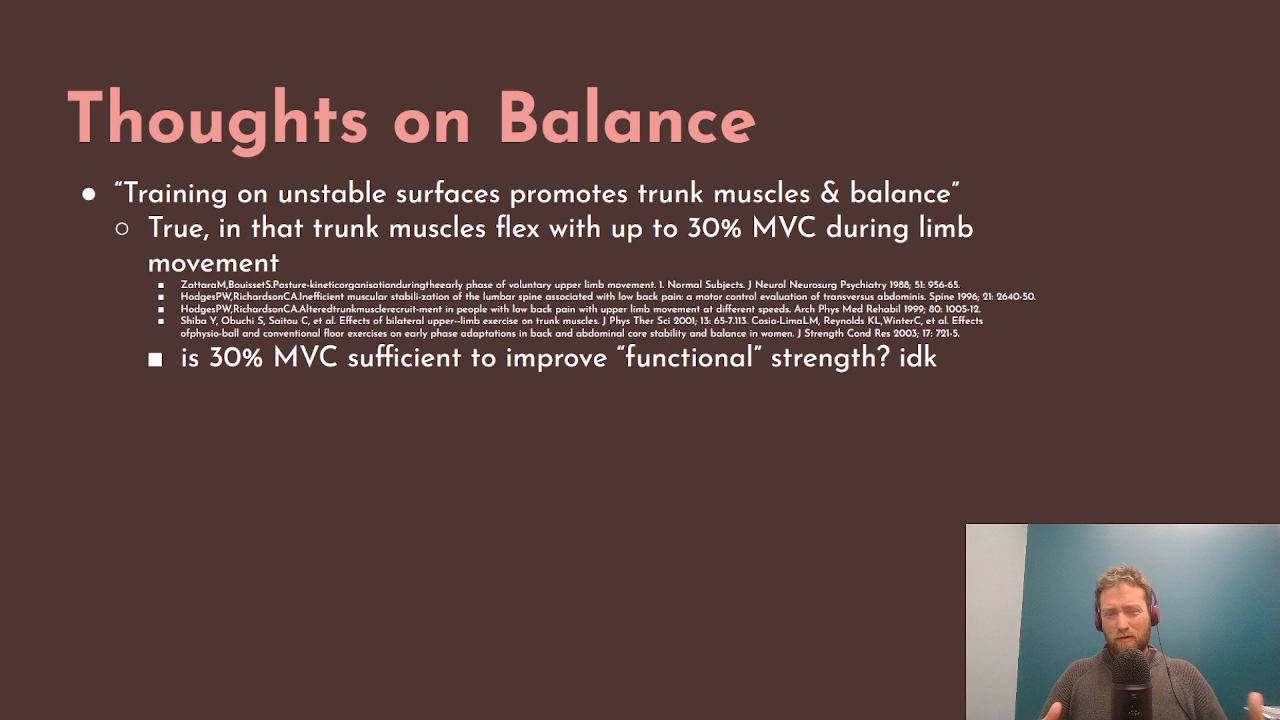 Thoughts on Balance
● “Training on unstable surfaces promotes trunk muscles & balance”
○ True, in that trunk muscles flex with up to 30% MVC during limb
movement
■ ZattaraM,BouissetS.Posture-kineticorganisationduringtheearly phase of voluntary upper limb movement. 1. Normal Subjects. J Neurol Neurosurg Psychiatry 1988; 51: 956-65.
■ HodgesPW,RichardsonCA.Inefficient muscular stabili-zation of the lumbar spine associated with low back pain: a motor control evaluation of transversus abdominis. Spine 1996; 21: 2640-50.
■ HodgesPW,RichardsonCA.Alteredtrunkmusclerecruit-ment in people with low back pain with upper limb movement at different speeds. Arch Phys Med Rehabil 1999; 80: 1005-12.
■ Shiba Y, Obuchi S, Saitou C, et al. Effects of bilateral upper--limb exercise on trunk muscles. J Phys Ther Sci 2001; 13: 65-7.113. Cosio-LimaLM, Reynolds KL,WinterC, et al. Effects
ofphysio-ball and conventional floor exercises on early phase adaptations in back and abdominal core stability and balance in women. J Strength Cond Res 2003; 17: 721-5.
■ is 30% MVC sufficient to improve “functional” strength? idk